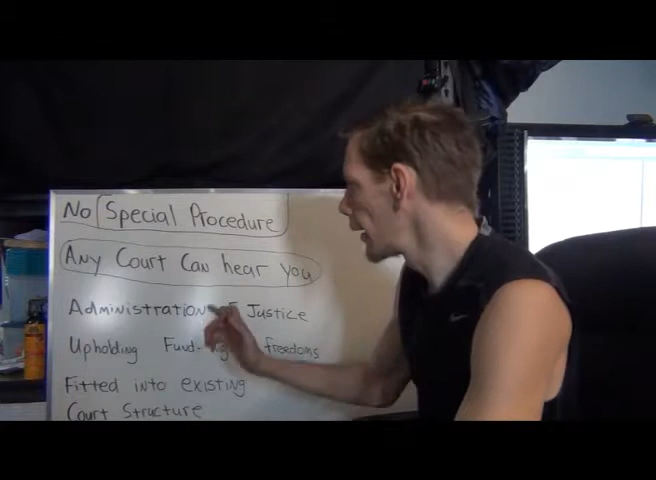 No Special Procedure
Any Court Can hear you
Administration Justice
Upholding freedoms
Fitted into existing
Court Structure